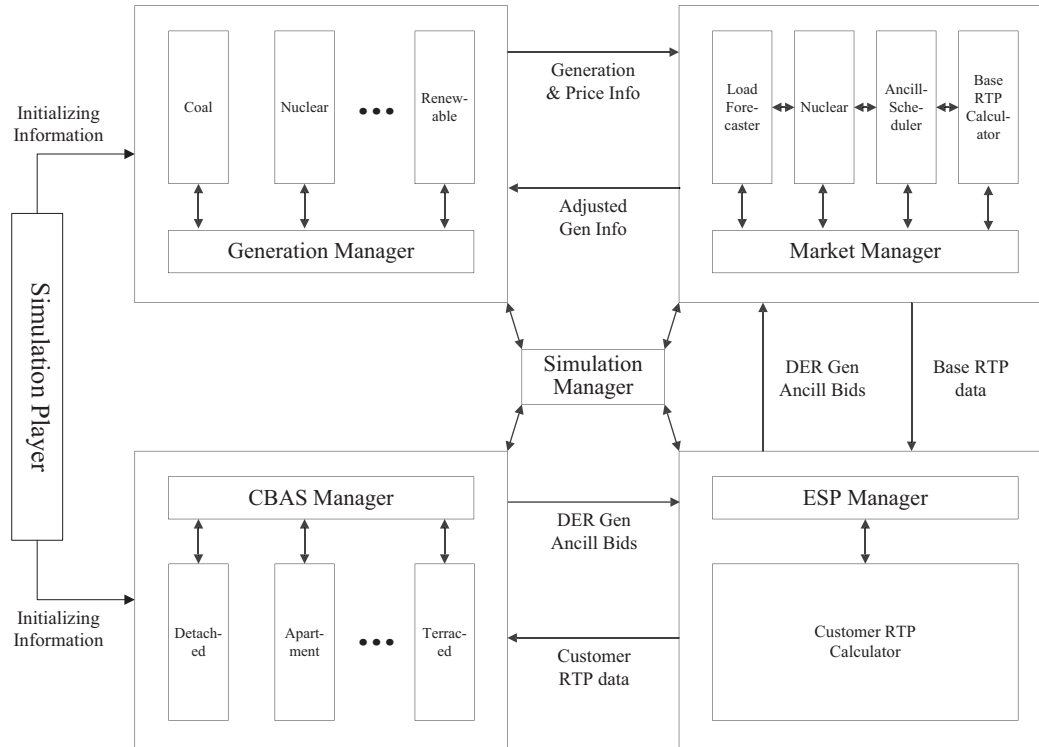 Initializing
Information
Simulation Player
Initializing
Information
Coal
Nuclear
Renew-
able
Generation Manager
Generation
& Price Info
Adjusted
Gen Info
Load
Fore-
caster
Nuclear
Ancill-
Sche-
duler
Base
RTP
Calcul-
ator
Market Manager
Simulation
Manager
DER Gen
Ancill Bids
Base RTP
data
CBAS Manager
Detach-
ed
Apart-
ment
Terrac-
ed
DER Gen
Ancill Bids
Customer
RTP data
ESP Manager
Customer RTP
Calculator